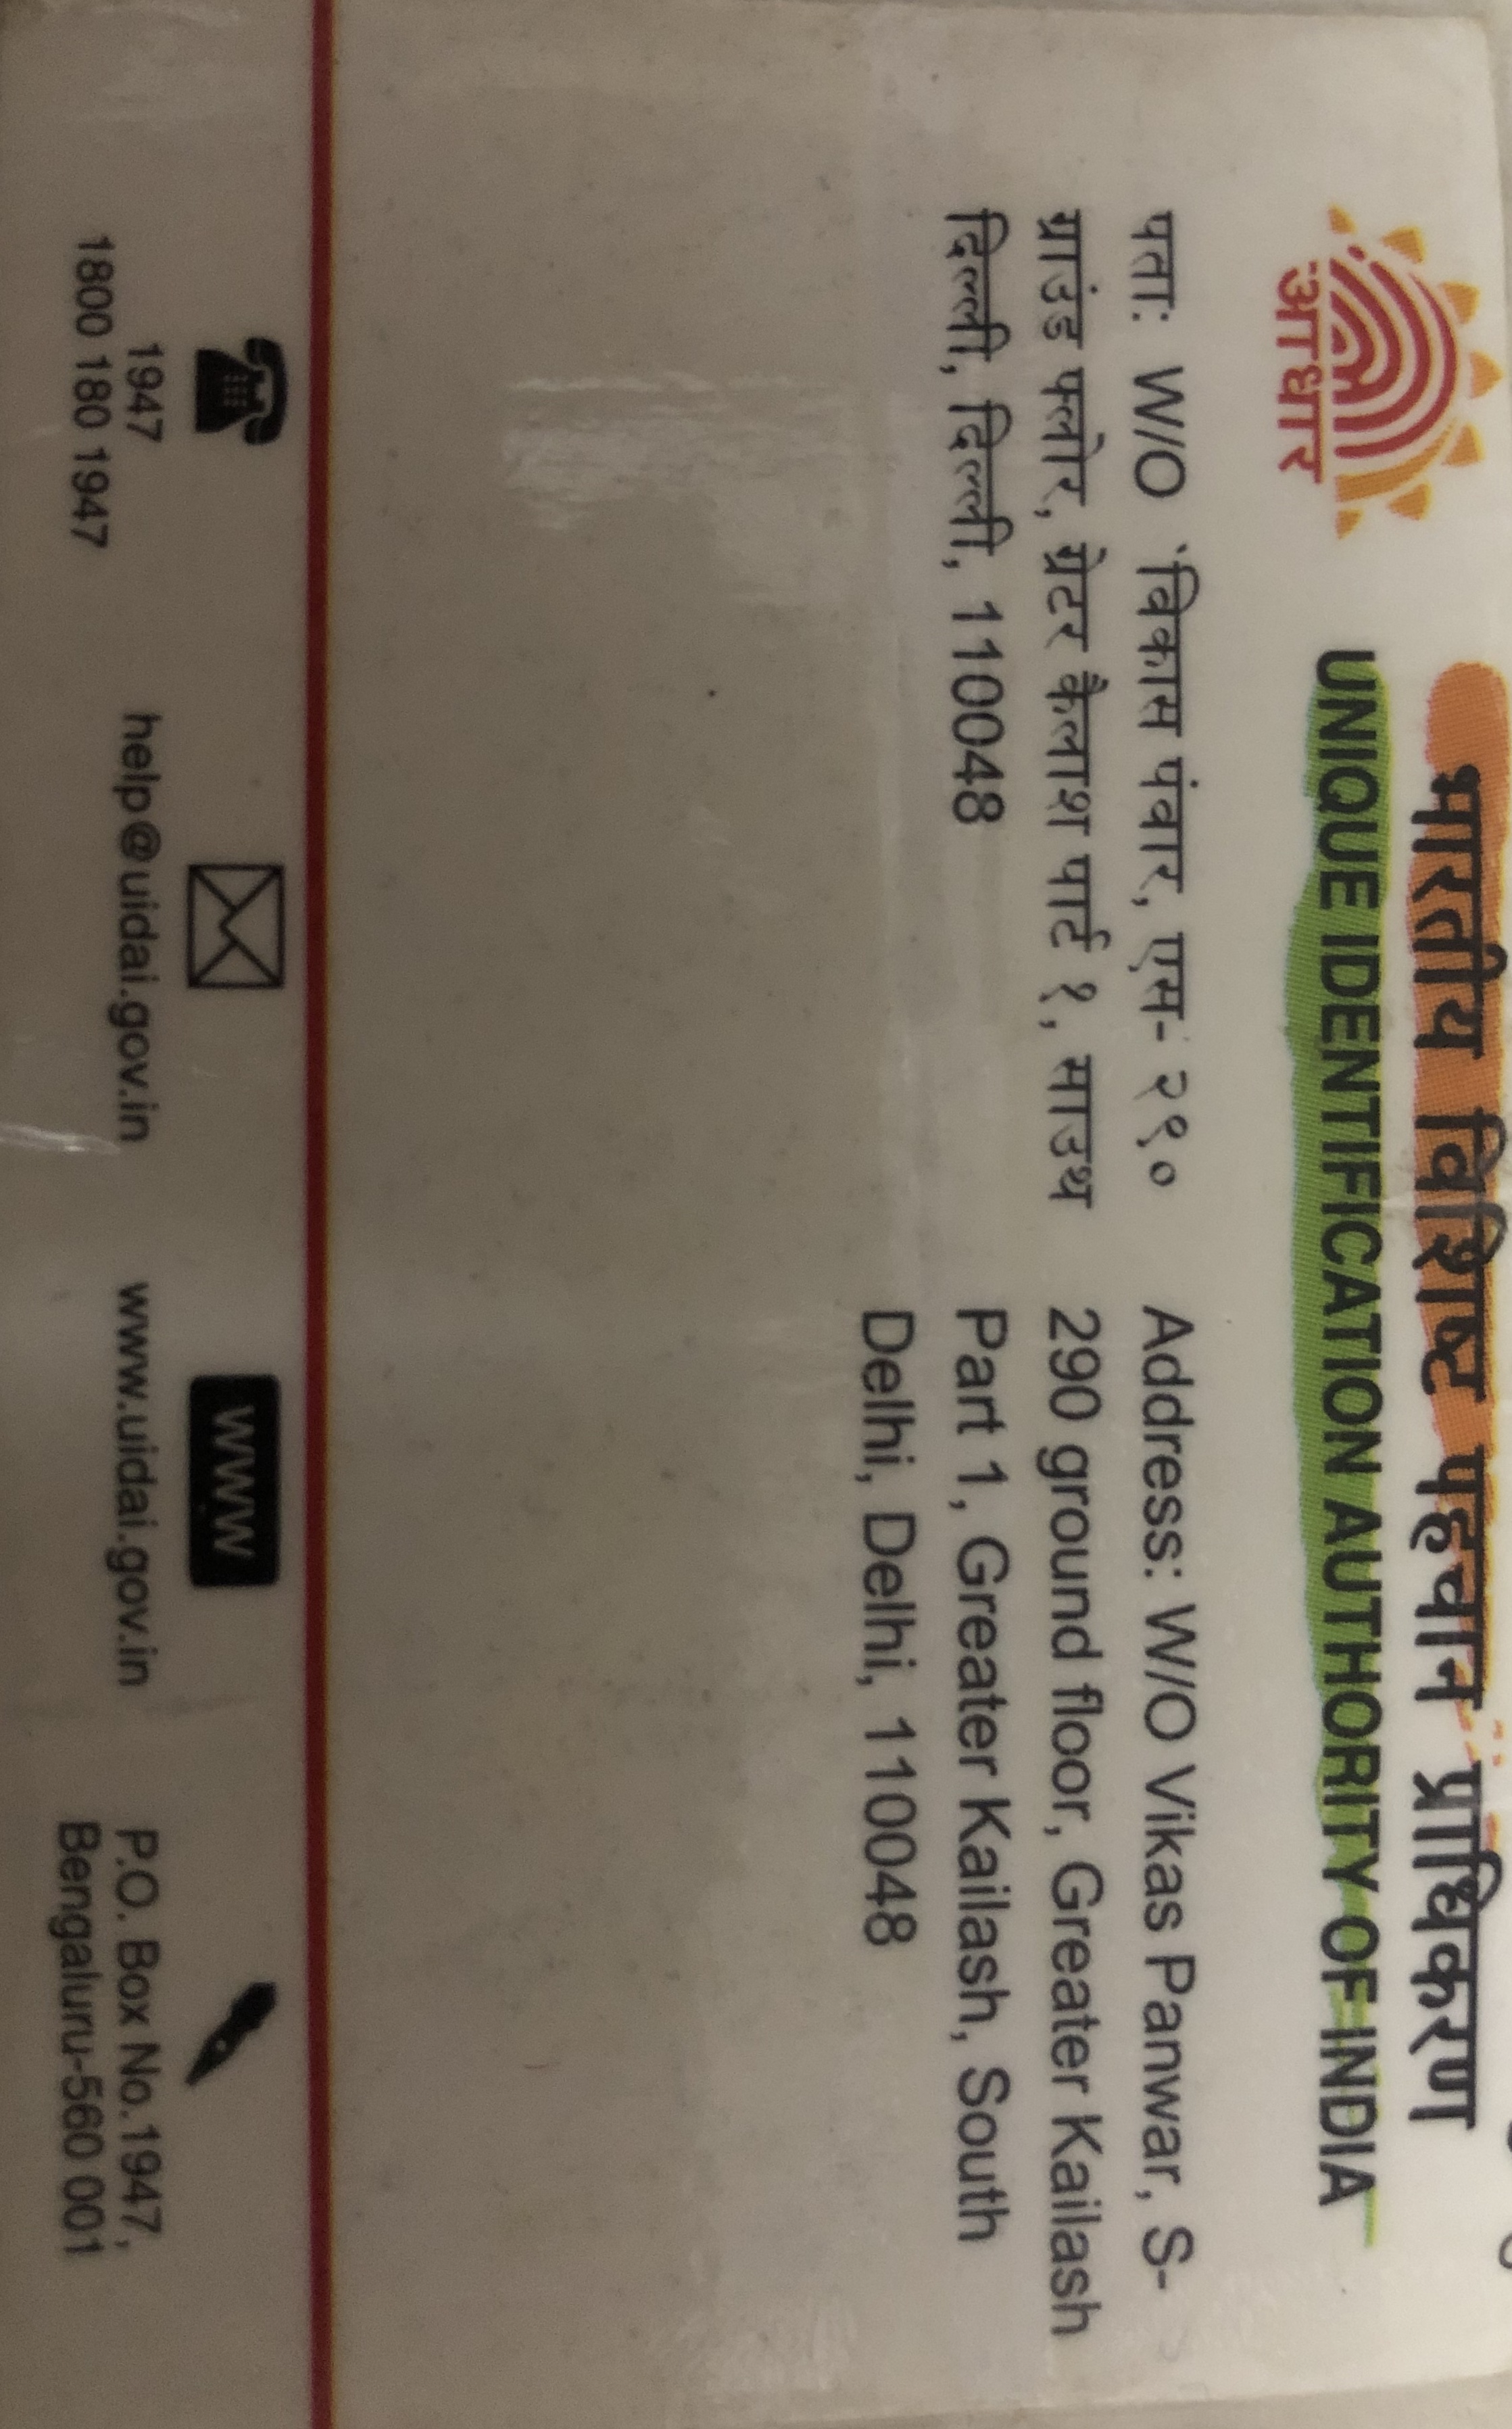 भारतीय विशिष्ट पहचान प्राधिकरण
UNIQUE IDENTIFICATION AUTHORITY OF INDIA
आधार
पता: W/O विकास पंवार, एस- २९०
ग्राउंड फ्लोर, ग्रेटर कैलाश पार्ट १, साउथ
दिल्ली, दिल्ली, 110048
Address: W/O Vikas Panwar, S-
290 ground floor, Greater Kailash
Part 1, Greater Kailash, South
Delhi, Delhi, 110048
1947
1800 180 1947
help@uidai.gov.in
www
www.uidai.gov.in
P.O. Box No.1947,
Bengaluru-560 001